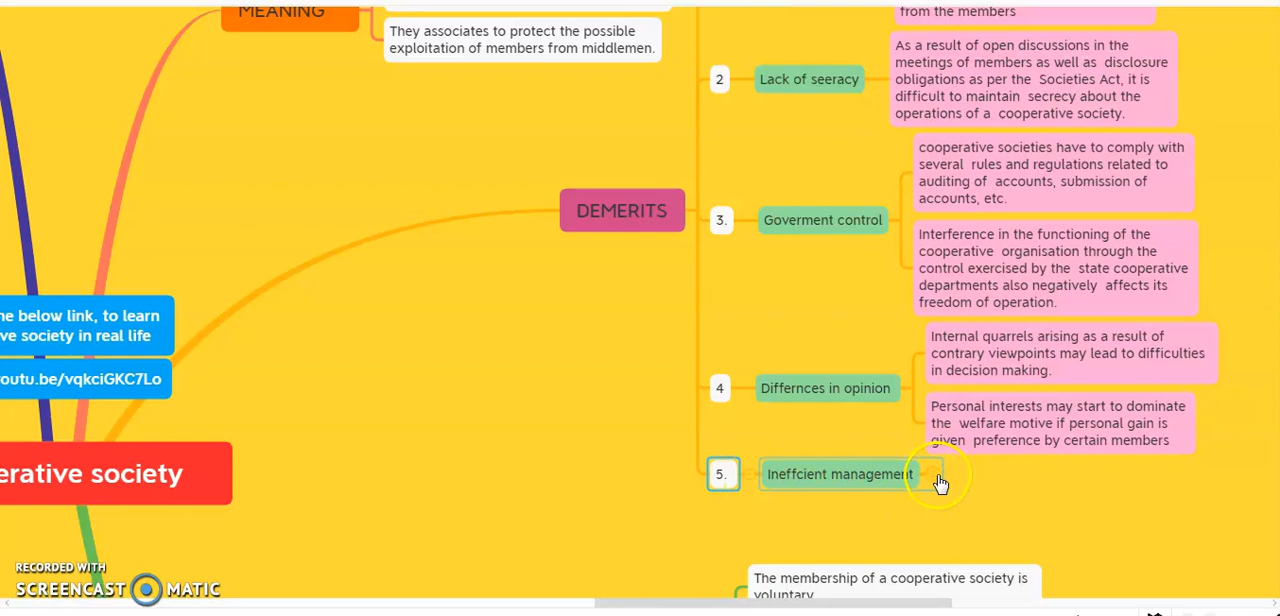 MEANING
They associates to protect the possible
exploitation of members from middlemen.
from the members
2
Lack of seeracy
As a result of open discussions in the
meetings of members as well as disclosure
obligations as per the Societies Act, it is
difficult to maintain secrecy about the
operations of a cooperative society.
DEMERITS
3.
Goverment control
cooperative societies have to comply with
several rules and regulations related to
auditing of accounts, submission of
accounts, etc.
Interference in the functioning of the
cooperative organisation through the
control exercised by the state cooperative
departments also negatively affects its
freedom of operation.
ne below link, to learn
ve society in real life
youtu.be/vqkciGKC7Lo
4
Differnces in opinion
Internal quarrels arising as a result of
contrary viewpoints may lead to difficulties
in decision making.
Personal interests may start to dominate
the welfare motive if personal gain is
given preference by certain members
erative society
5.
Ineffcient management
The membership of a cooperative society is
voluntary
RECORDED WITH
SCREENCAST MATIC